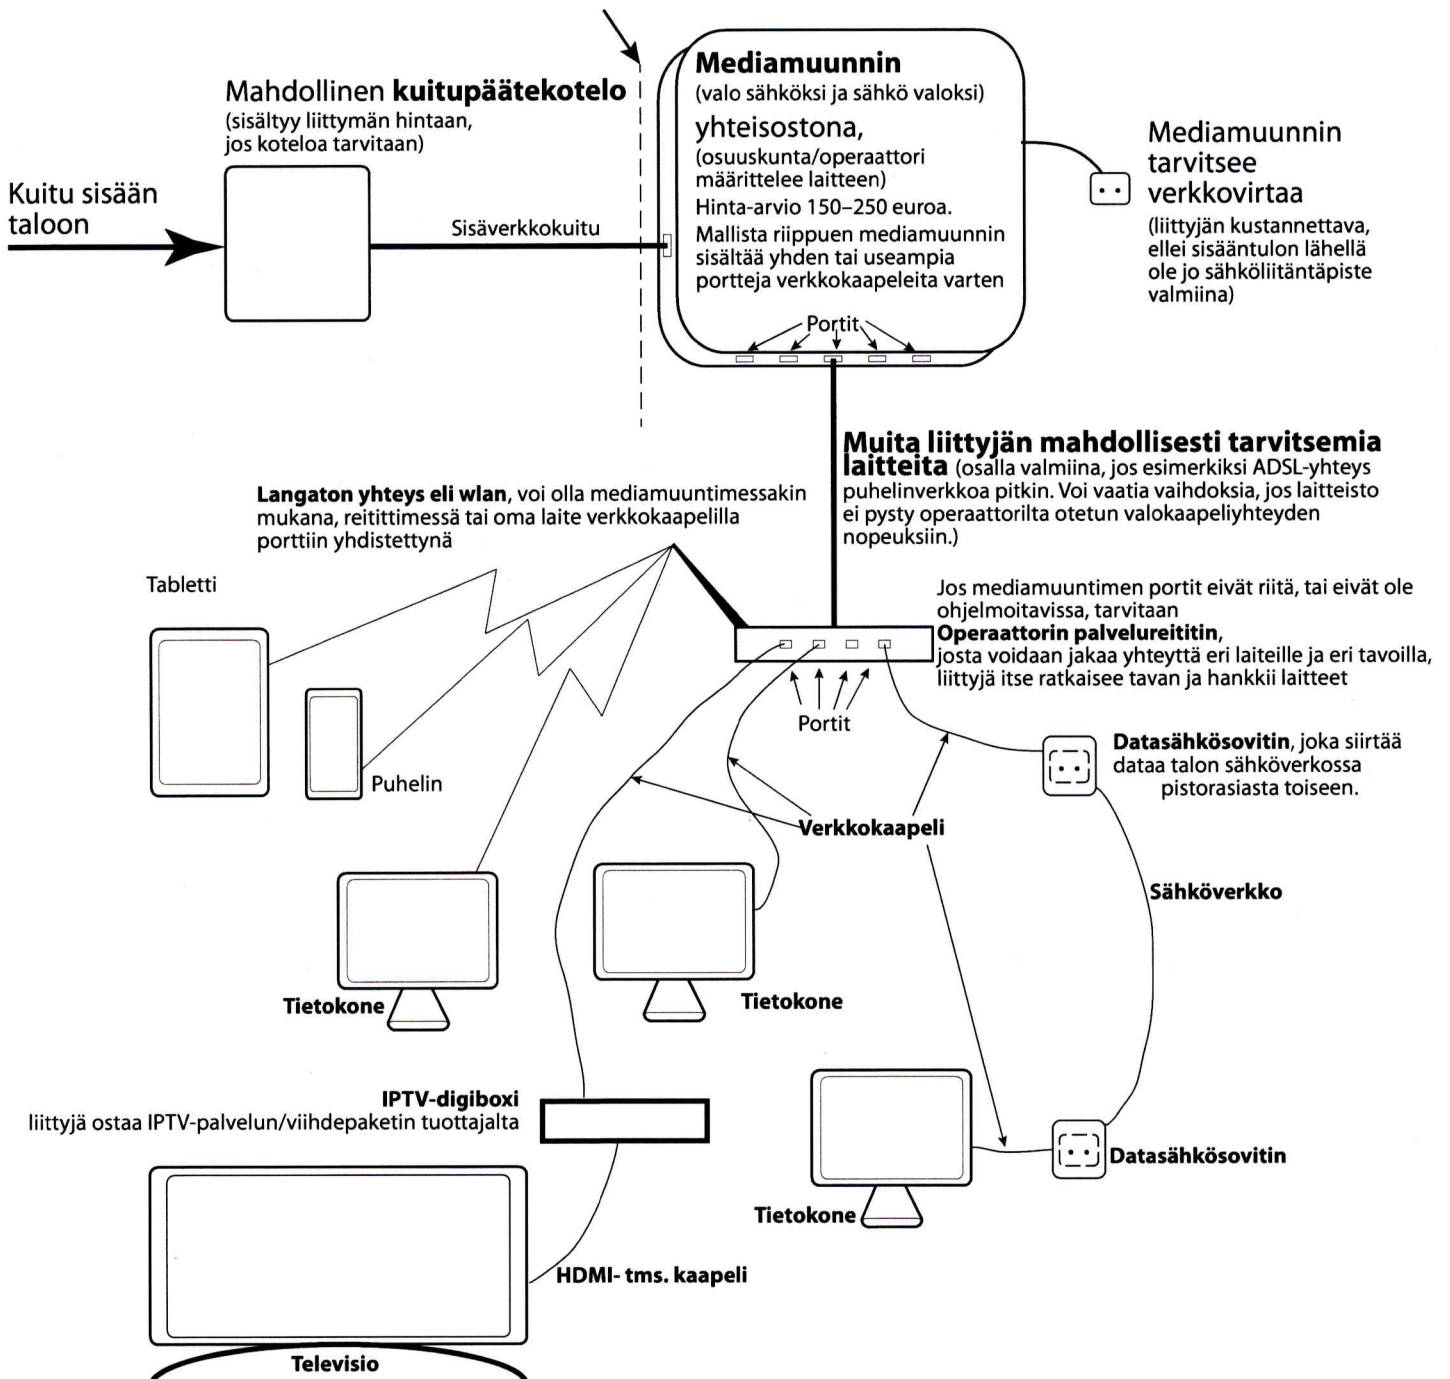 Mahdollinen kuitupäätekotelo
(sisältyy liittymän hintaan,
jos koteloa tarvitaan)
Kuitu sisään
taloon
Sisäverkkokuitu
Mediamuunnin
(valo sähköksi ja sähkö valoksi)
yhteisostona,
(osuuskunta/operaattori
määrittelee laitteen)
Hinta-arvio 150–250 euroa.
Mallista riippuen mediamuunnin
sisältää yhden tai useampia
portteja verkkokaapeleita varten
Portit
Mediamuunnin
tarvitsee
verkkovirtaa
(liittyjän kustannettava,
ellei sisääntulon lähellä
ole jo sähköliitäntäpiste
valmiina)
Muita liittyjän mahdollisesti tarvitsemia
laitteita (osalla valmiina, jos esimerkiksi ADSL-yhteys
puhelinverkkoa pitkin. Voi vaatia vaihdoksia, jos laitteisto
ei pysty operaattorilta otetun valokaapeliyhteyden
nopeuksiin.)
Langaton yhteys eli wlan, voi olla mediamuuntimessakin
mukana, reitittimessä tai oma laite verkkokaapelilla
porttiin yhdistettynä
Tabletti
Puhelin
Jos mediamuuntimen portit eivät riitä, tai eivät ole
ohjelmoitavissa, tarvitaan
Operaattorin palvelureititin,
josta voidaan jakaa yhteyttä eri laiteille ja eri tavoilla,
liittyjä itse ratkaisee tavan ja hankkii laitteet
Portit
Datasähkösovitin, joka siirtää
dataa talon sähköverkossa
pistorasiasta toiseen.
Verkkokaapeli
Sähköverkko
Tietokone
Tietokone
IPTV-digiboxi
liittyjä ostaa IPTV-palvelun/viihdepaketin tuottajalta
Datasähkösovitin
Tietokone
HDMI- tms. kaapeli
Televisio